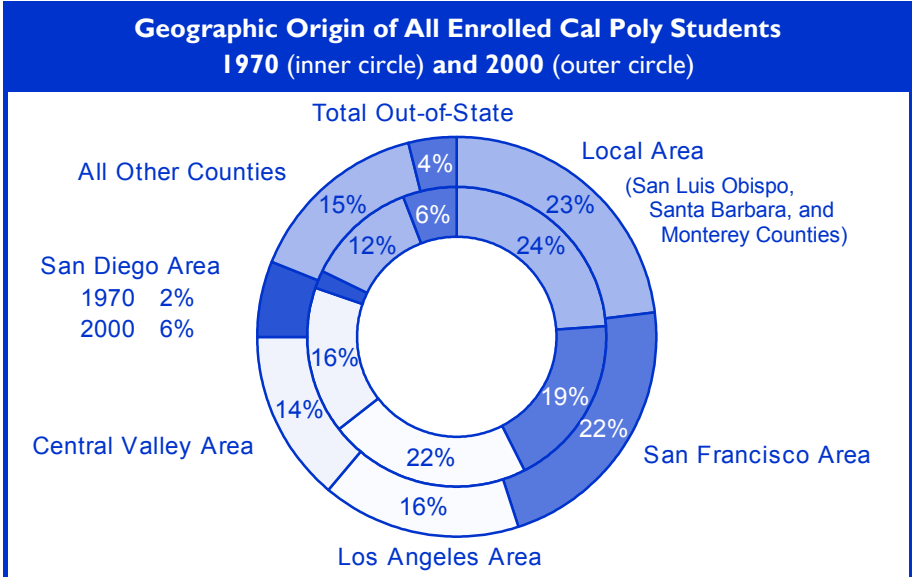 Geographic Origin of All Enrolled Cal Poly Students
1970 (inner circle) and 2000 (outer circle)
Total Out-of-State
4%
6%
Local Area
(San Luis Obispo,
Santa Barbara, and
Monterey Counties)
23%
24%
All Other Counties
15%
12%
San Diego Area
1970 2%
2000 6%
16%
14%
Central Valley Area
19%
22%
San Francisco Area
22%
16%
Los Angeles Area